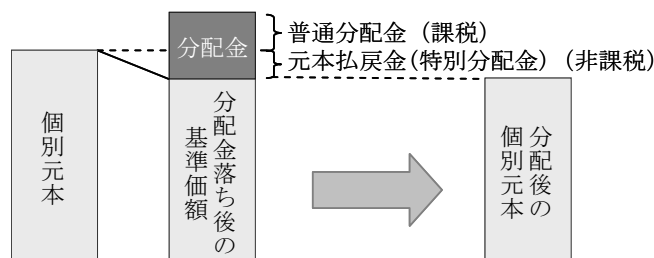 分配金
普通分配金（課税）
元本払戻金（特別分配金）（非課税）
個別元本
分配金落ち後の
基準価額
分配後の
個別元本